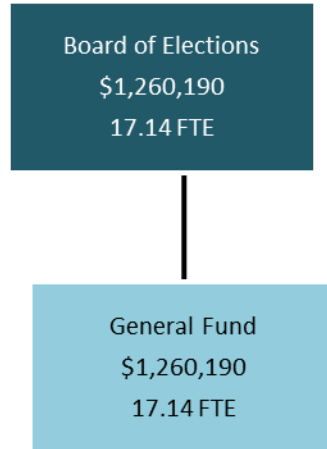 Board of Elections
$1,260,190
17.14 FTE
General Fund
$1,260,190
17.14 FTE